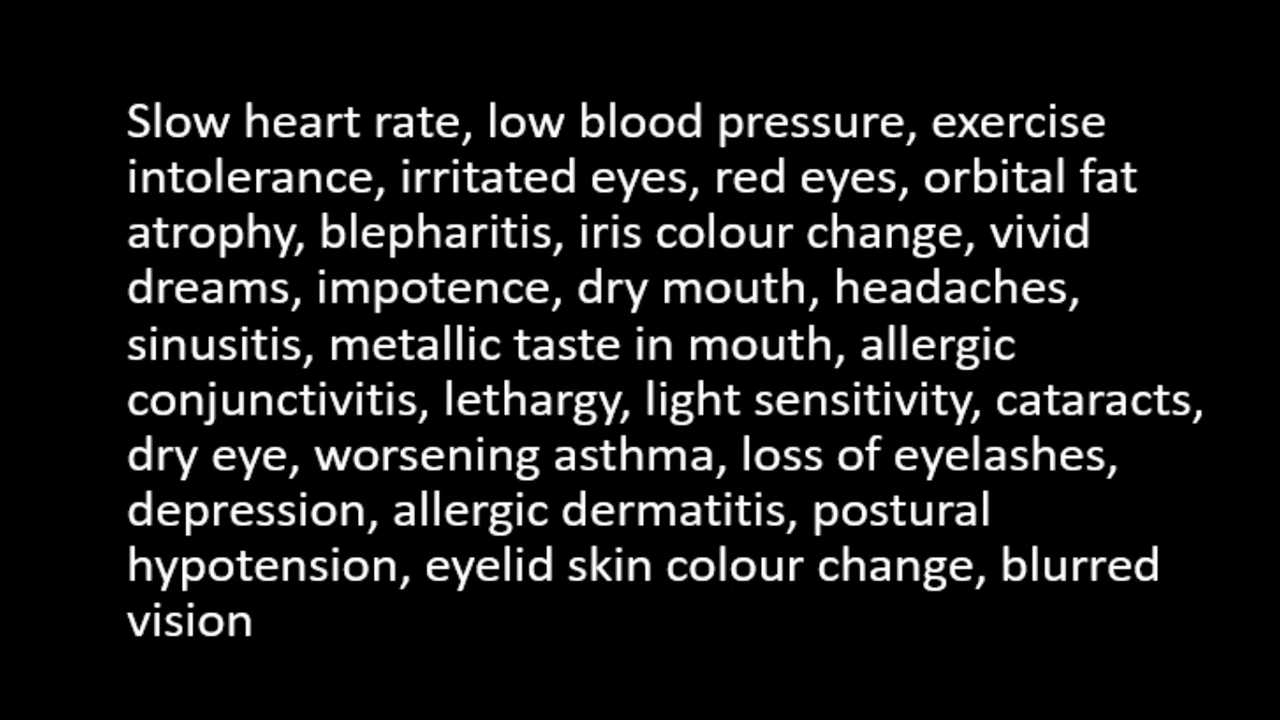 Slow heart rate, low blood pressure, exercise
intolerance, irritated eyes, red eyes, orbital fat
atrophy, blepharitis, iris colour change, vivid
dreams, impotence, dry mouth, headaches,
sinusitis, metallic taste in mouth, allergic
conjunctivitis, lethargy, light sensitivity, cataracts,
dry eye, worsening asthma, loss of eyelashes,
depression, allergic dermatitis, postural
hypotension, eyelid skin colour change, blurred
vision